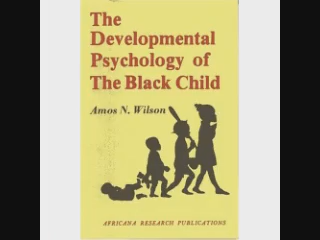 The
Developmental
Psychology of
The Black Child
Amos N. Wilson
AFRICANA RESEARCH PUBLICATIONS